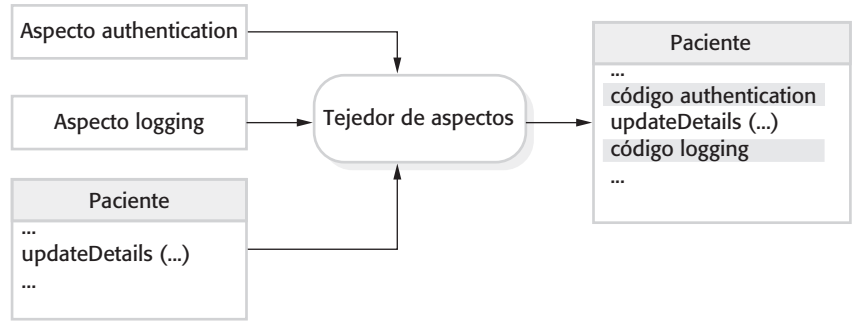 Aspecto authentication
Aspecto logging
Paciente
...
updateDetails (...)
...
Tejedor de aspectos
Paciente
...
código authentication
updateDetails (...)
código logging
...